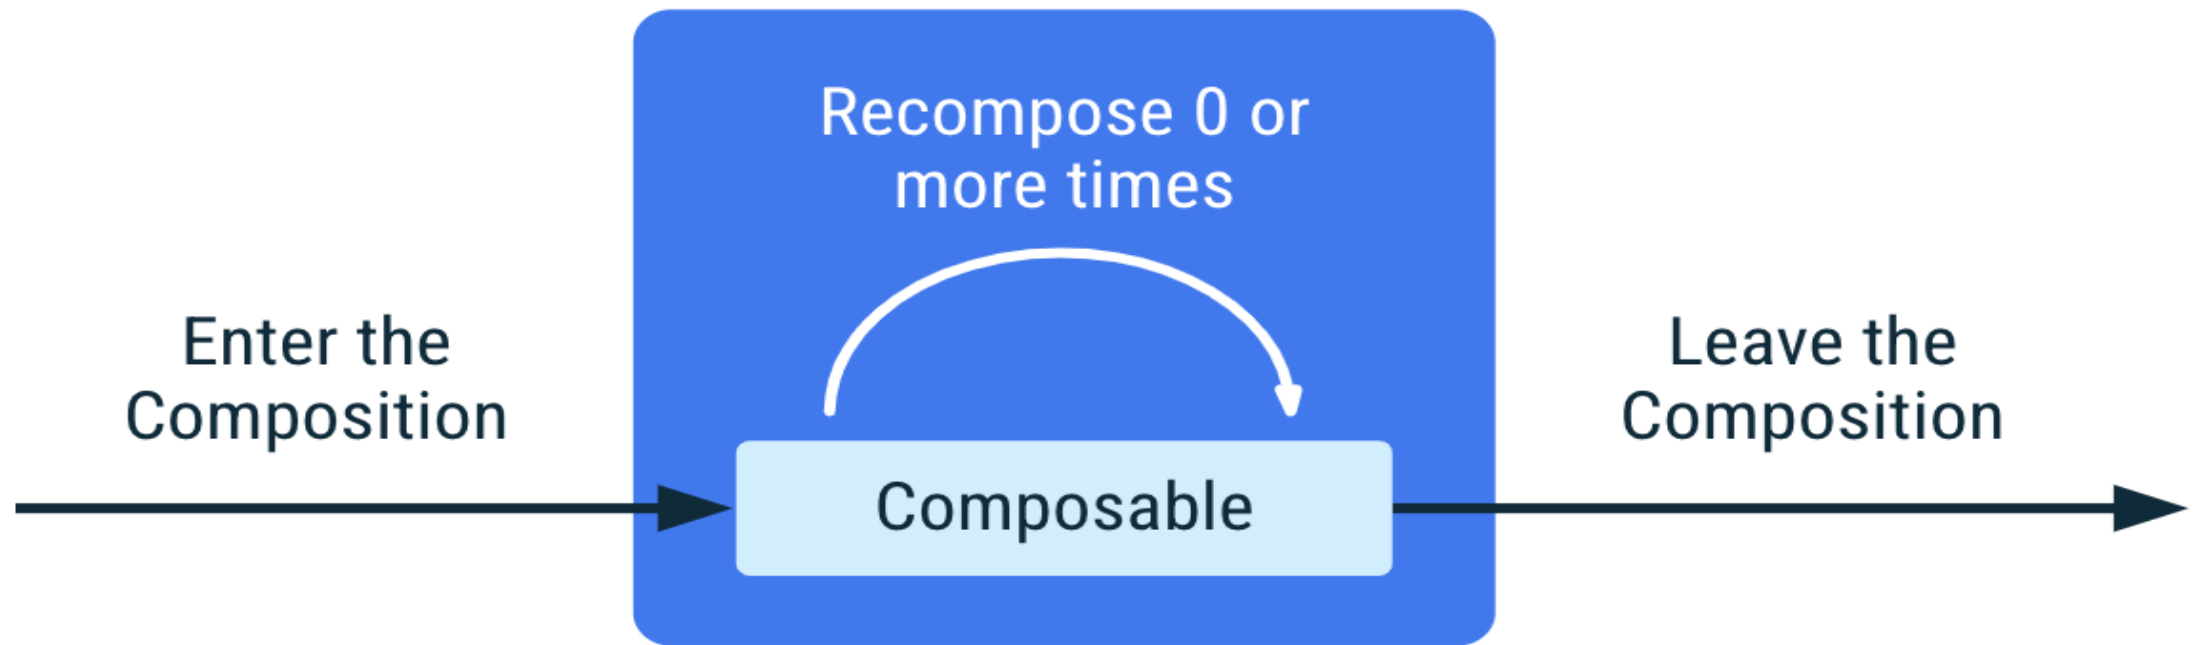 Recompose 0 or
more times
Enter the
Composition
Composable
Leave the
Composition